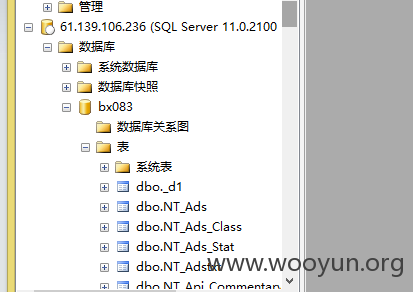 管理
61.139.106.236 (SQL Server 11.0.2100
数据库
系统数据库
数据库快照
bx083
数据库关系图
表
系统表
dbo._d1
dbo.NT_Ads
dbo.NT_Ads_Class
dbo.NT_Ads_Stat
dbo.NT_Adstxt
www.wooyun.org
dbo.NT_Api_Commentary